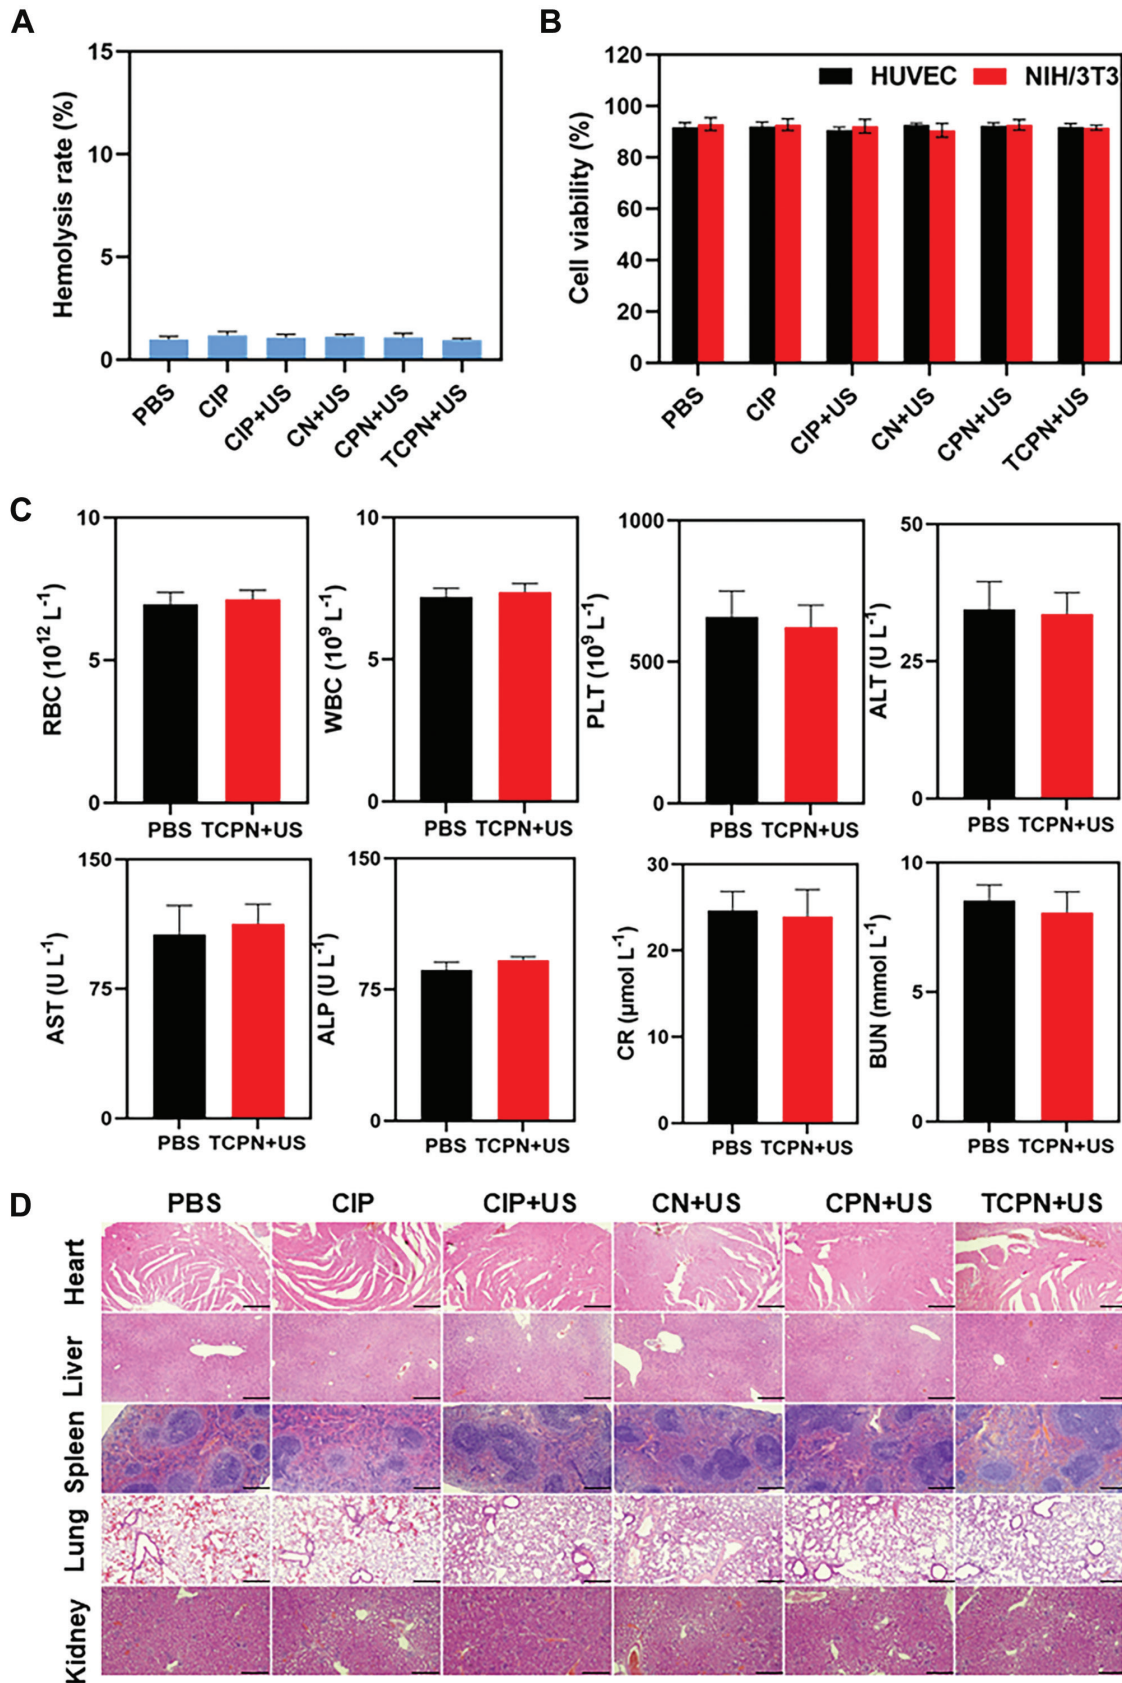 A
Hemolysis rate (%)
15
10
5
0
PBS
CIP
CIP+US
CN+US
CPN+US
TCPN+US
B
Cell viability (%)
120
100
80
60
40
20
0
HUVEC
NIH/3T3
PBS
CIP
CIP+US
CN+US
CPN+US
TCPN+US
C
RBC (10¹² L⁻¹)
10
5
0
PBS TCPN+US
WBC (10⁹ L⁻¹)
10
5
0
PBS TCPN+US
PLT (10⁹ L⁻¹)
1000
500
0
PBS TCPN+US
ALT (U L⁻¹)
50
25
0
PBS TCPN+US
AST (U L⁻¹)
150
75
0
PBS TCPN+US
ALP (U L⁻¹)
150
75
0
PBS TCPN+US
CR (µmol L⁻¹)
30
20
10
0
PBS TCPN+US
BUN (mmol L⁻¹)
10
5
0
PBS TCPN+US
D
PBS CIP CIP+US CN+US CPN+US TCPN+US
Heart
Liver
Spleen
Lung
Kidney